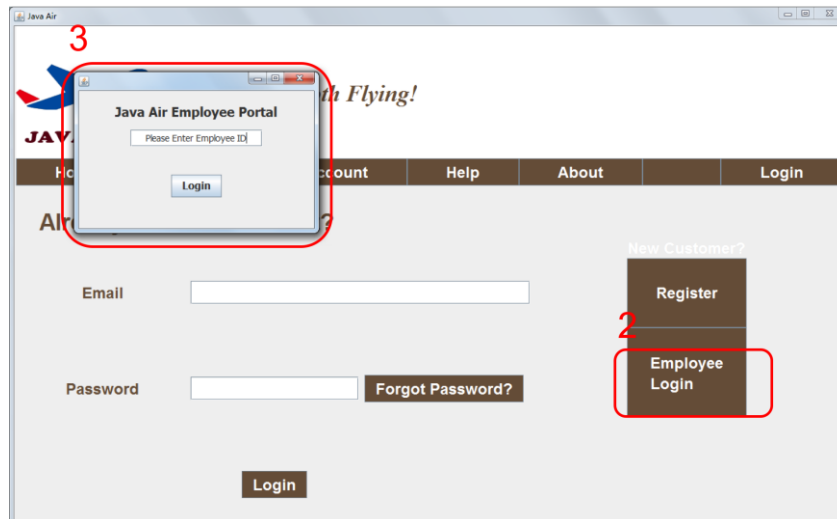 Java Air
3
th Flying!
Java Air Employee Portal
JAV
Please Enter Employee ID
Login
Ho
ccount
Help
About
Login
Alr
?
New Customer?
Email
Register
2
Employee
Login
Password
Forgot Password?
Login